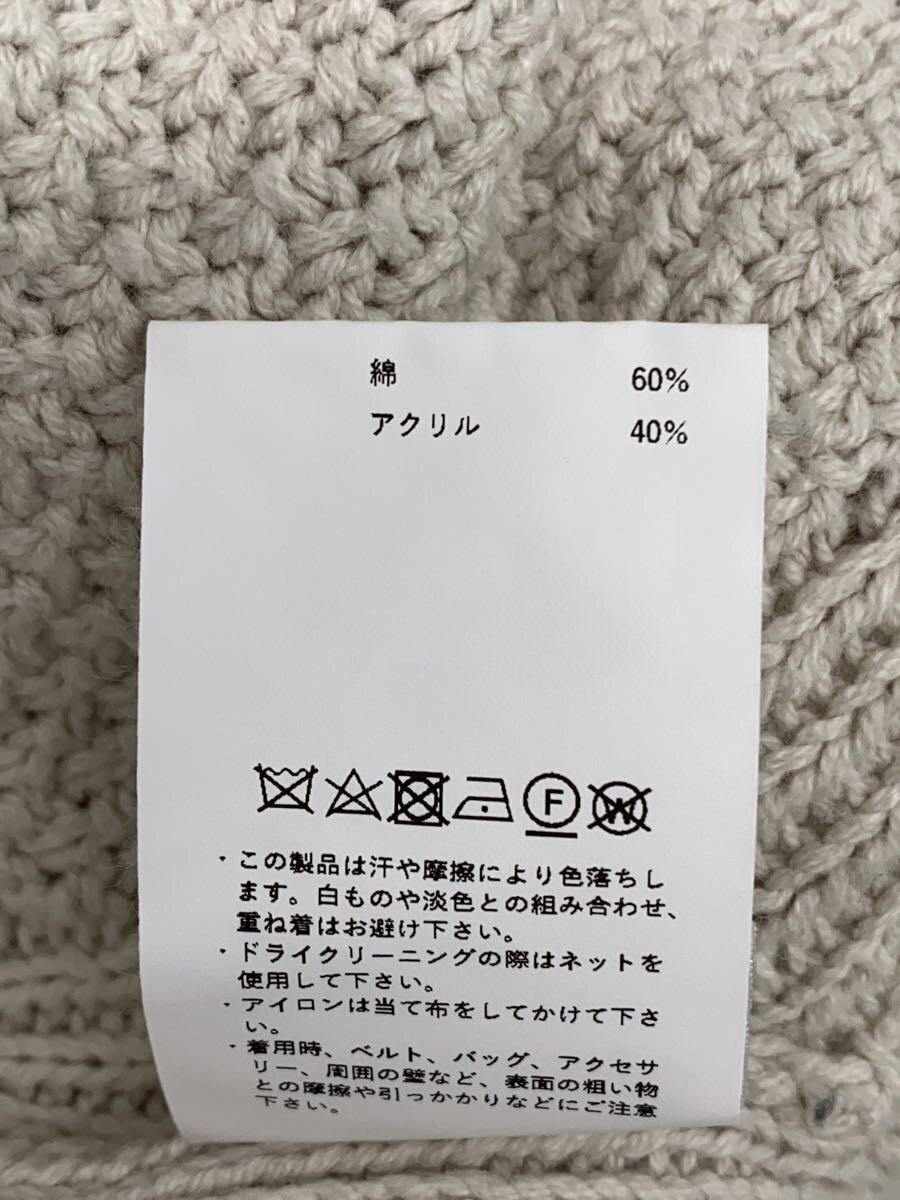 綿 60%
アクリル 40%
F W
・この製品は汗や摩擦により色落ちし
ます。白ものや淡色との組み合わせ、
重ね着はお避け下さい。
・ドライクリーニングの際はネットを
使用して下さい。
・アイロンは当て布をしてかけて下さ
い。
・着用時、ベルト、バッグ、アクセサ
リー、周囲の壁など、表面の粗い物
との摩擦や引っかかりなどにご注意
下さい。